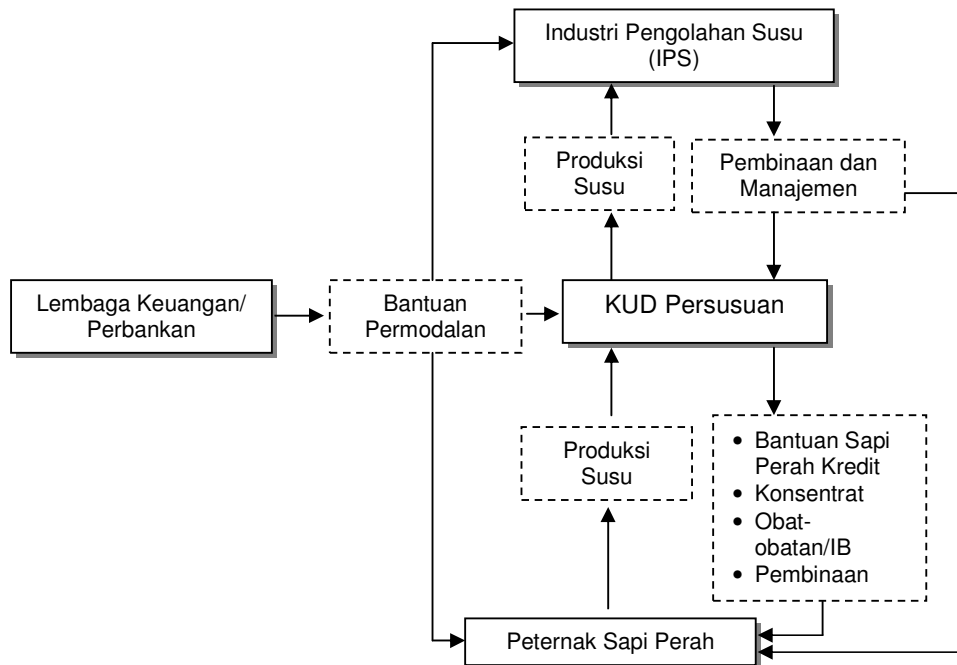 Industri Pengolahan Susu
(IPS)
Produksi
Susu
Pembinaan dan
Manajemen
Lembaga Keuangan/
Perbankan
Bantuan
Permodalan
KUD Persusuan
Produksi
Susu
• Bantuan Sapi
Perah Kredit
• Konsentrat
• Obat-
obatan/IB
• Pembinaan
Peternak Sapi Perah